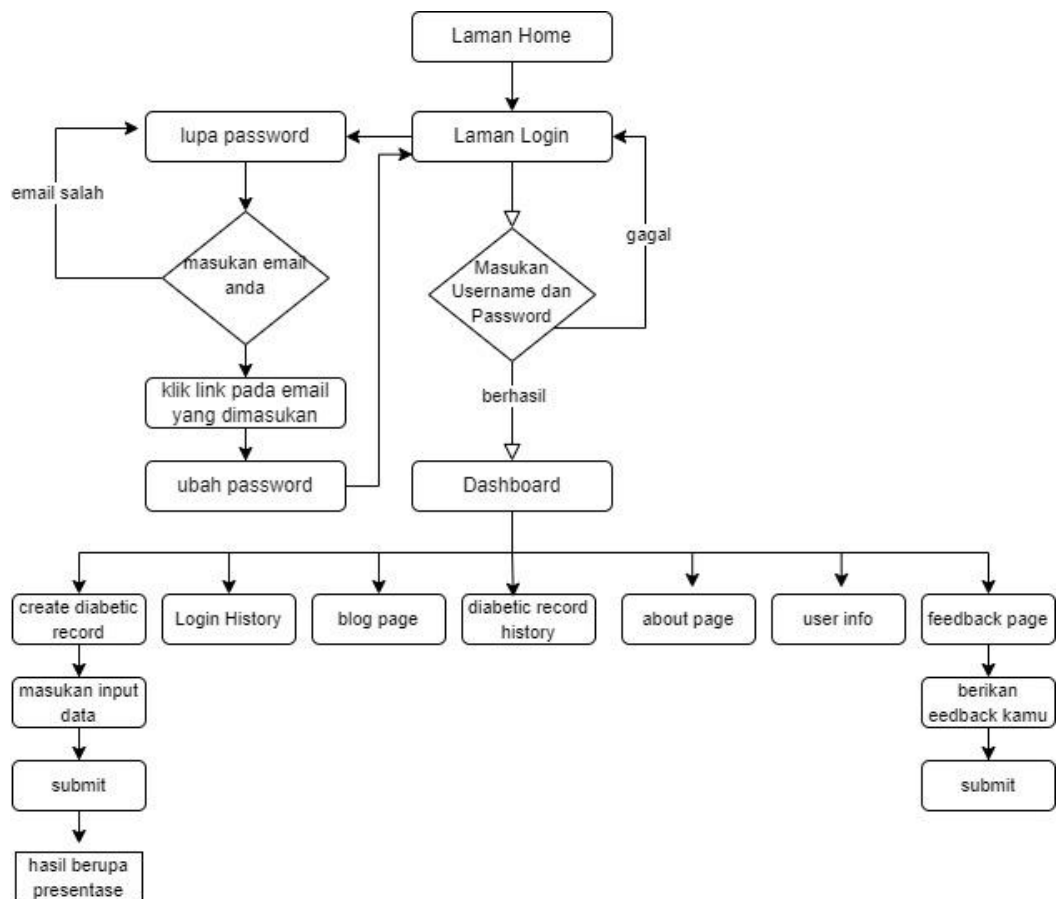 Laman Home
lupa password
Laman Login
email salah
gagal
masukan email
anda
Masukan
Username dan
Password
klik link pada email
yang dimasukan
berhasil
ubah password
Dashboard
create diabetic
record
Login History
blog page
diabetic record
history
about page
user info
feedback page
masukan input
data
berikan
eedback kamu
submit
submit
hasil berupa
presentase